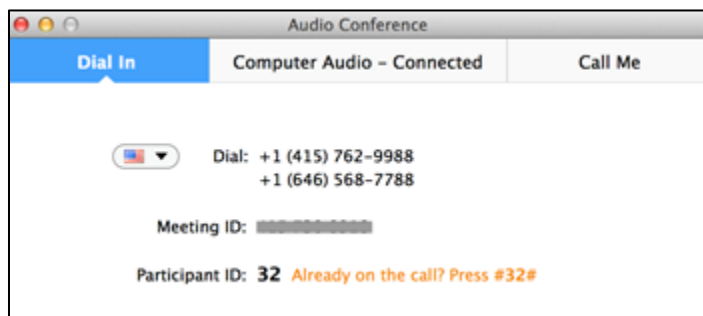 Audio Conference
Dial In Computer Audio – Connected Call Me
Dial: +1 (415) 762-9988
+1 (646) 568-7788
Meeting ID:
Participant ID: 32 Already on the call? Press #32#